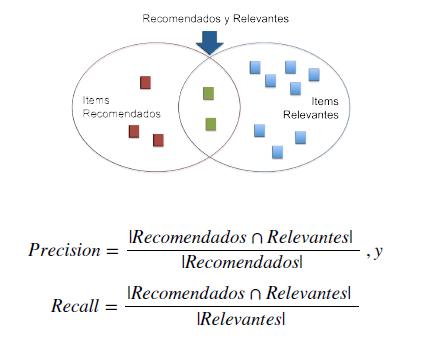 Recomendados y Relevantes
Items
Recomendados
Items
Relevantes
Precision = |Recomendados ∩ Relevantes| / |Recomendados| , y
Recall = |Recomendados ∩ Relevantes| / |Relevantes|